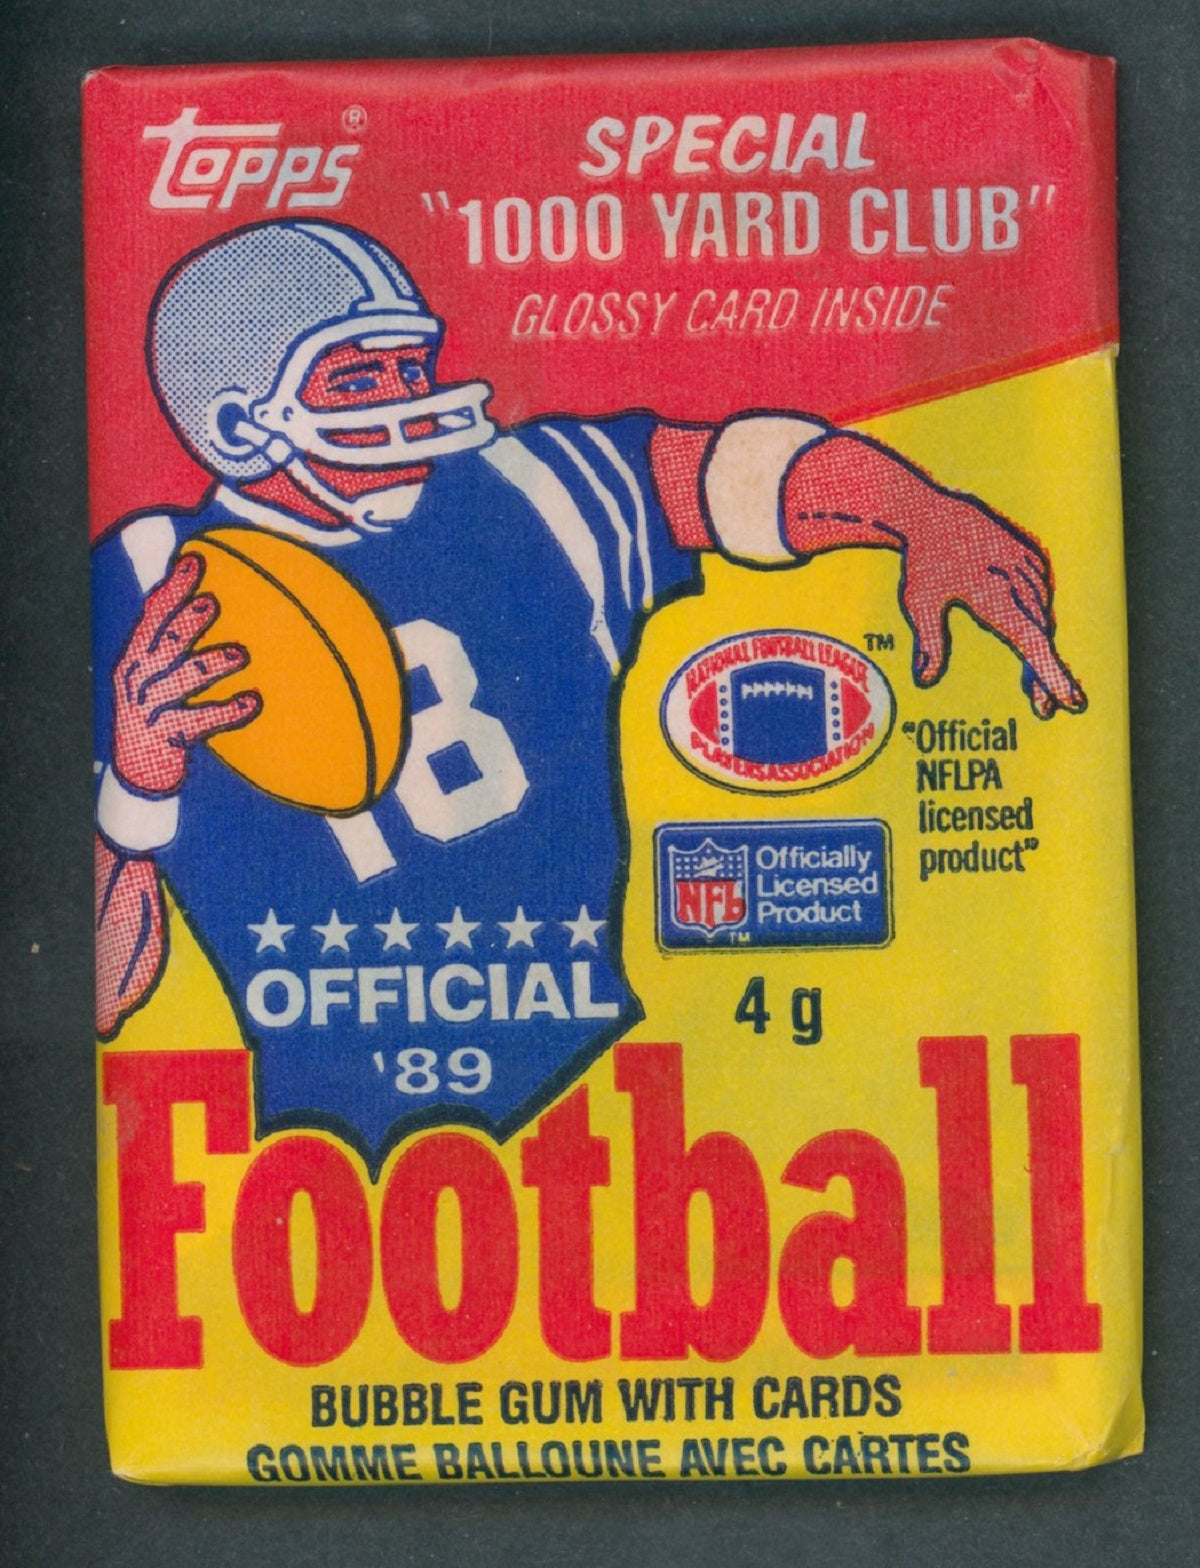 Topps®
SPECIAL
"1000 YARD CLUB"
GLOSSY CARD INSIDE
18
NATIONAL FOOTBALL LEAGUE
PLAYERS ASSOCIATION
TM
"Official
NFLPA
licensed
product"
NFL
TM
Officially
Licensed
Product
4 g
OFFICIAL
'89
Football
BUBBLE GUM WITH CARDS
GOMME BALLOUNE AVEC CARTES